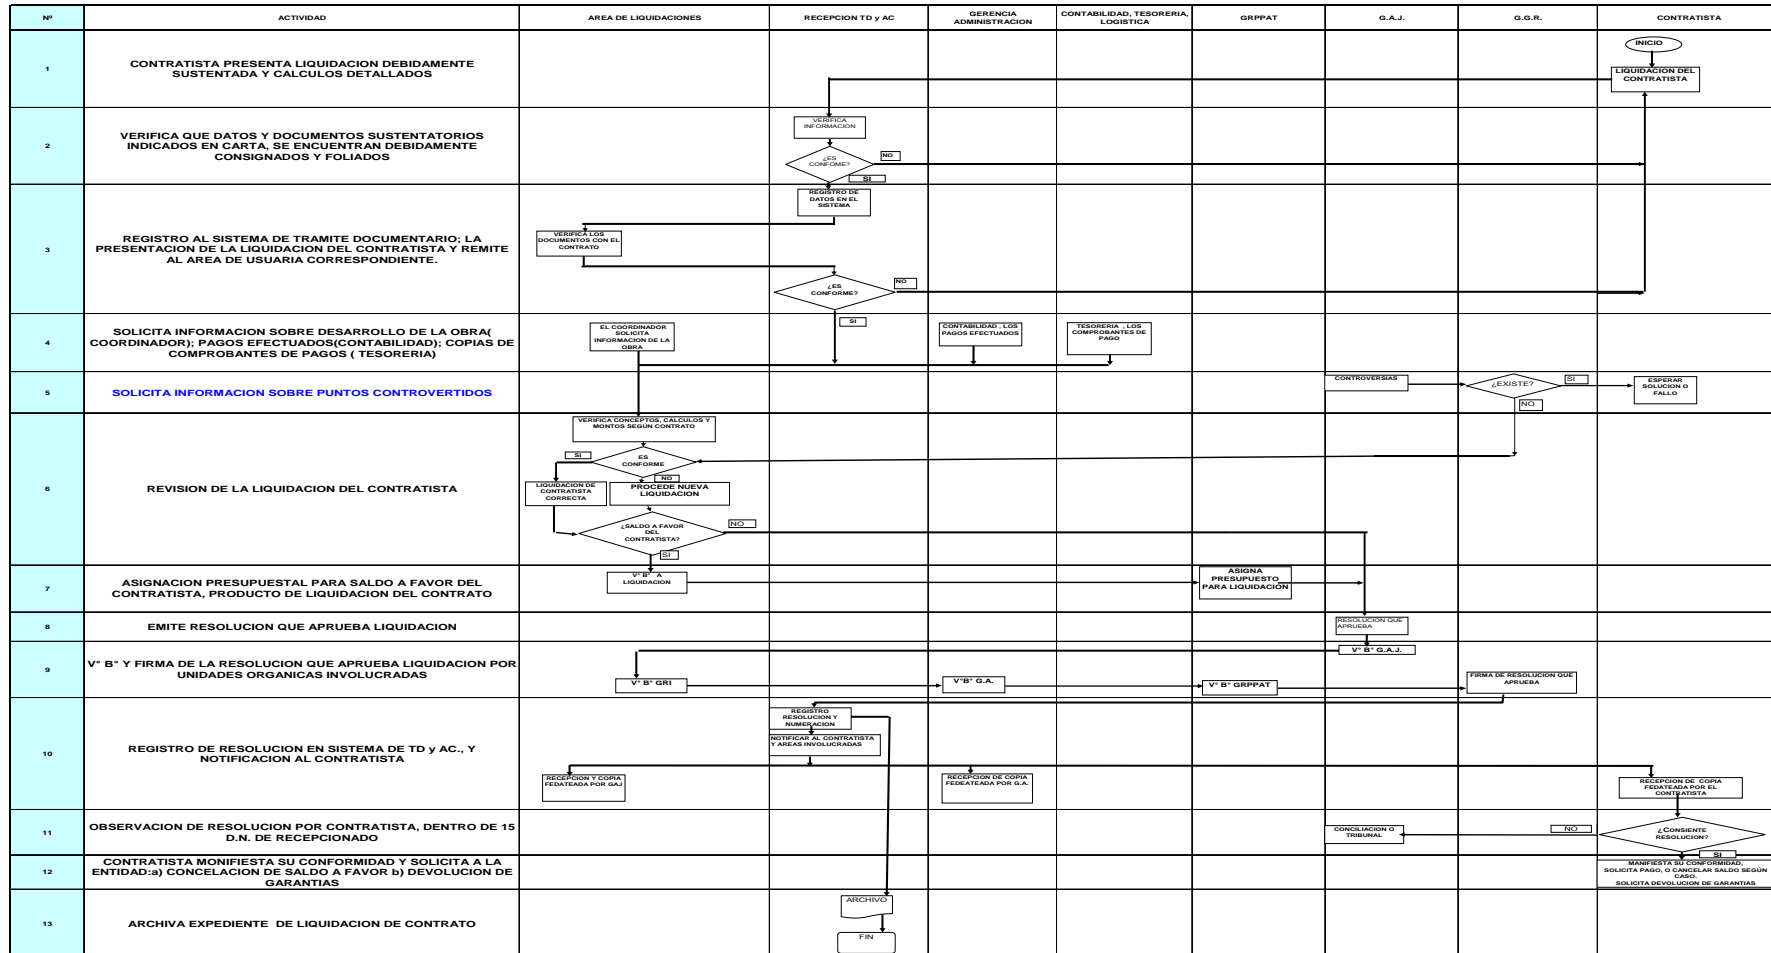 Nº
ACTIVIDAD
AREA DE LIQUIDACIONES
RECEPCION TD y AC
GERENCIA
ADMINISTRACION
CONTABILIDAD, TESORERIA,
LOGISTICA
GRPPAT
G.A.J.
G.G.R.
CONTRATISTA
1
CONTRATISTA PRESENTA LIQUIDACION DEBIDAMENTE
SUSTENTADA Y CALCULOS DETALLADOS
INICIO
LIQUIDACION DEL
CONTRATISTA
2
VERIFICA QUE DATOS Y DOCUMENTOS SUSTENTATORIOS
INDICADOS EN CARTA, SE ENCUENTRAN DEBIDAMENTE
CONSIGNADOS Y FOLIADOS
VERIFICA
INFORMACION
¿ES
CONFOME?
NO
SI
3
REGISTRO AL SISTEMA DE TRAMITE DOCUMENTARIO; LA
PRESENTACION DE LA LIQUIDACION DEL CONTRATISTA Y REMITE
AL AREA DE USUARIA CORRESPONDIENTE.
REGISTRO DE
DATOS EN EL
SISTEMA
VERIFICA LOS
DOCUMENTOS CON EL
CONTRATO
¿ES
CONFORME?
NO
SI
4
SOLICITA INFORMACION SOBRE DESARROLLO DE LA OBRA(
COORDINADOR); PAGOS EFECTUADOS(CONTABILIDAD); COPIAS DE
COMPROBANTES DE PAGOS ( TESORERIA)
EL COORDINADOR
SOLICITA
INFORMACION DE LA
OBRA
CONTABILIDAD , LOS
PAGOS EFECTUADOS
TESORERIA , LOS
COMPROBANTES DE
PAGO
5
SOLICITA INFORMACION SOBRE PUNTOS CONTROVERTIDOS
CONTROVERSIAS
¿EXISTE?
SI
NO
ESPERAR
SOLUCION O
FALLO
6
REVISION DE LA LIQUIDACION DEL CONTRATISTA
VERIFICA CONCEPTOS, CALCULOS Y
MONTOS SEGÚN CONTRATO
ES
CONFORME
SI
NO
LIQUIDACION DE
CONTRATISTA
CORRECTA
PROCEDE NUEVA
LIQUIDACION
¿SALDO A FAVOR
DEL
CONTRATISTA?
NO
SI
7
ASIGNACION PRESUPUESTAL PARA SALDO A FAVOR DEL
CONTRATISTA, PRODUCTO DE LIQUIDACION DEL CONTRATO
V° B° A
LIQUIDACION
ASIGNA
PRESUPUESTO
PARA LIQUIDACIÓN
8
EMITE RESOLUCION QUE APRUEBA LIQUIDACION
RESOLUCION QUE
APRUEBA
9
V° B° Y FIRMA DE LA RESOLUCION QUE APRUEBA LIQUIDACION POR
UNIDADES ORGANICAS INVOLUCRADAS
V° B° G.A.J.
V° B° GRI
V°B° G.A.
V° B° GRPPAT
FIRMA DE RESOLUCION QUE
APRUEBA
10
REGISTRO DE RESOLUCION EN SISTEMA DE TD y AC., Y
NOTIFICACION AL CONTRATISTA
REGISTRO
RESOLUCION Y
NUMERACION
NOTIFICAR AL CONTRATISTA
Y AREAS INVOLUCRADAS
RECEPCION Y COPIA
FEDATEADA POR GAJ
RECEPCION DE COPIA
FEDEATEADA POR G.A.
RECEPCION DE COPIA
FEDATEADA POR EL
CONTRATISTA
11
OBSERVACION DE RESOLUCION POR CONTRATISTA, DENTRO DE 15
D.N. DE RECEPCIONADO
CONCILIACION O
TRIBUNAL
NO
¿CONSIENTE
RESOLUCION?
SI
12
CONTRATISTA MONIFIESTA SU CONFORMIDAD Y SOLICITA A LA
ENTIDAD:a) CONCELACION DE SALDO A FAVOR b) DEVOLUCION DE
GARANTIAS
MANIFIESTA SU CONFORMIDAD,
SOLICITA PAGO, O CANCELAR SALDO SEGÚN
CASO.
SOLICITA DEVOLUCION DE GARANTIAS
13
ARCHIVA EXPEDIENTE DE LIQUIDACION DE CONTRATO
ARCHIVO
FIN